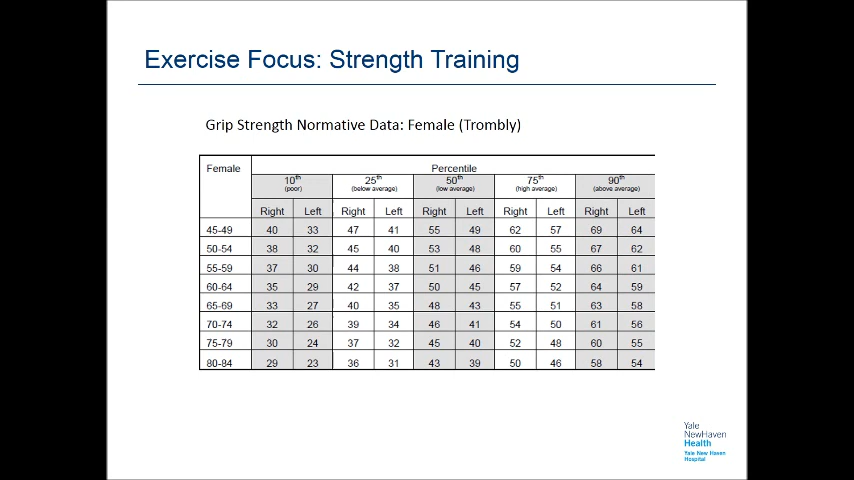 Exercise Focus: Strength Training
Grip Strength Normative Data: Female (Trombly)
Female Percentile
10th 25th 50th 75th 90th
(poor) (below average) (low average) (high average) (above average)
Right Left Right Left Right Left Right Left Right Left
45-49 40 33 47 41 55 49 62 57 69 64
50-54 38 32 45 40 53 48 60 55 67 62
55-59 37 30 44 38 51 46 59 54 66 61
60-64 35 29 42 37 50 45 57 52 64 59
65-69 33 27 40 35 48 43 55 51 63 58
70-74 32 26 39 34 46 41 54 50 61 56
75-79 30 24 37 32 45 40 52 48 60 55
80-84 29 23 36 31 43 39 50 46 58 54
Yale
NewHaven
Health
Yale New Haven
Hospital